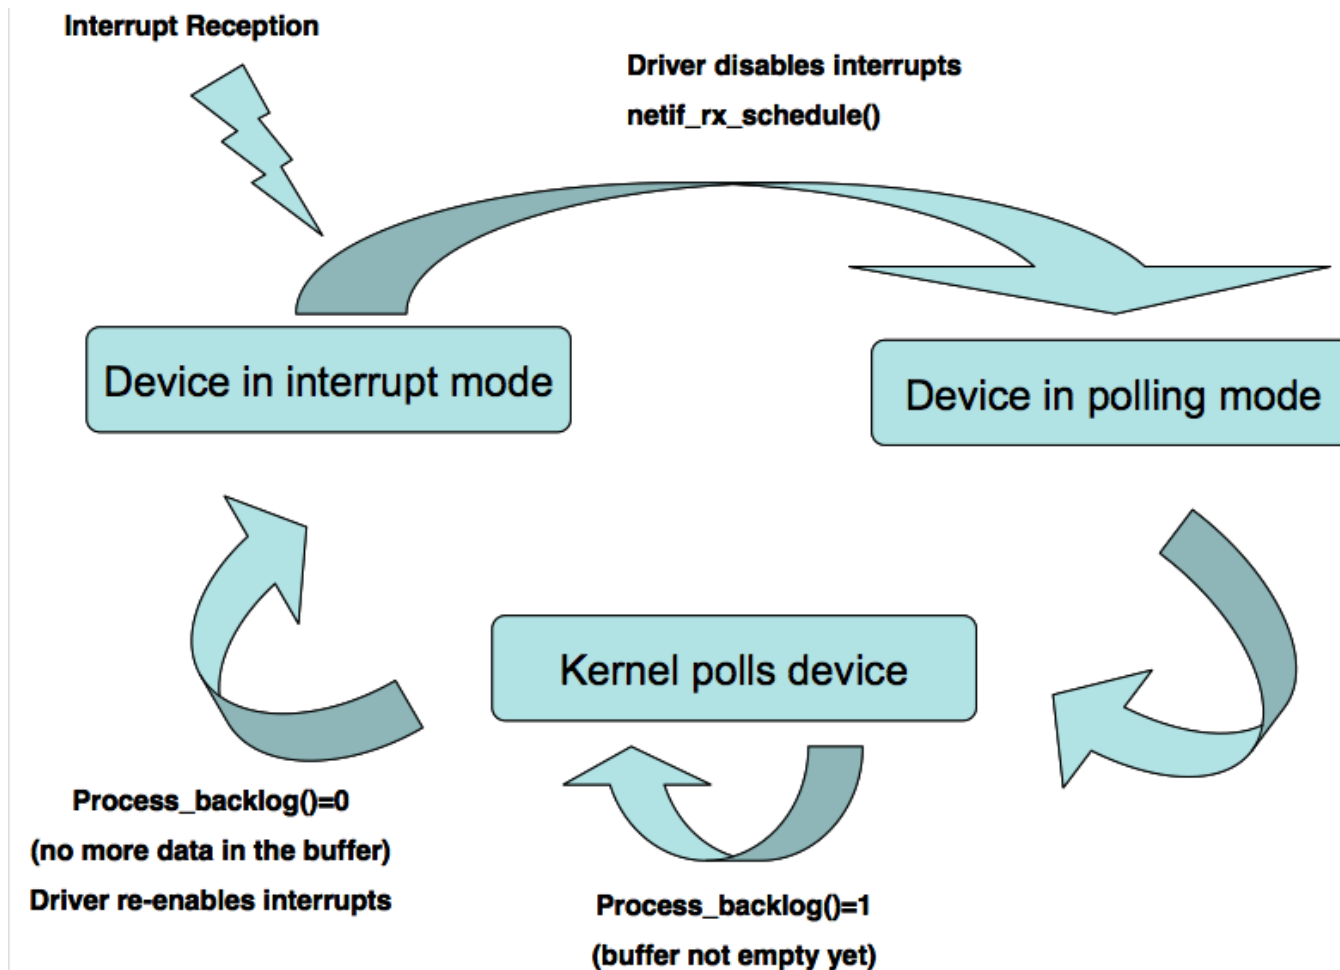 Interrupt Reception
Driver disables interrupts
netif_rx_schedule()
Device in interrupt mode
Device in polling mode
Kernel polls device
Process_backlog()=0
(no more data in the buffer)
Driver re-enables interrupts
Process_backlog()=1
(buffer not empty yet)